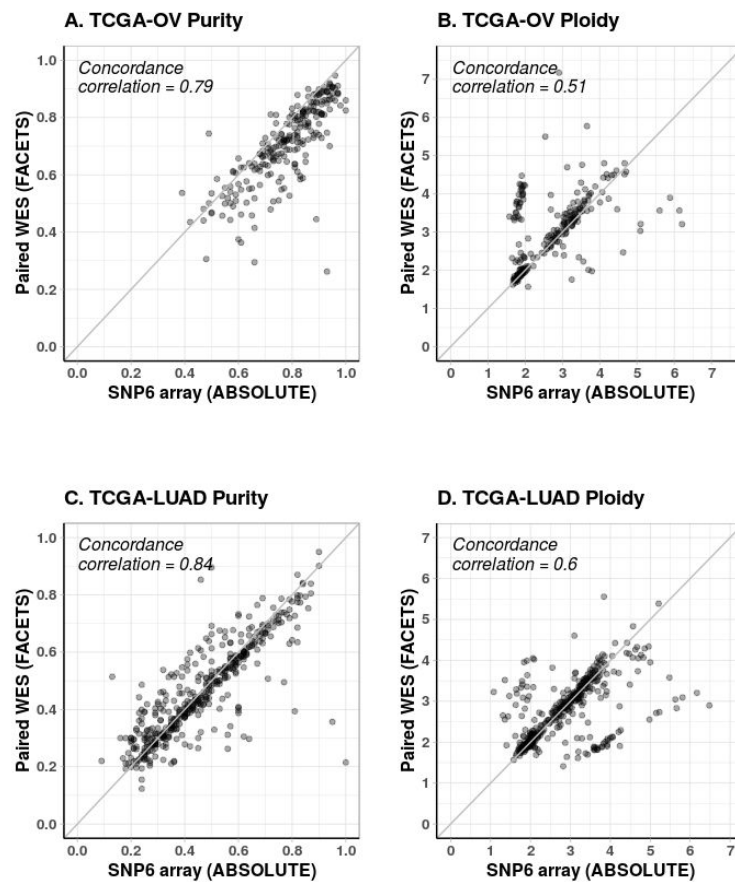 A. TCGA-OV Purity
Concordance
correlation = 0.79
Paired WES (FACETS)
1.0
0.8
0.6
0.4
0.2
0.0
0.0 0.2 0.4 0.6 0.8 1.0
SNP6 array (ABSOLUTE)
B. TCGA-OV Ploidy
Concordance
correlation = 0.51
Paired WES (FACETS)
7
6
5
4
3
2
1
0
0 1 2 3 4 5 6 7
SNP6 array (ABSOLUTE)
C. TCGA-LUAD Purity
Concordance
correlation = 0.84
Paired WES (FACETS)
1.0
0.8
0.6
0.4
0.2
0.0
0.0 0.2 0.4 0.6 0.8 1.0
SNP6 array (ABSOLUTE)
D. TCGA-LUAD Ploidy
Concordance
correlation = 0.6
Paired WES (FACETS)
7
6
5
4
3
2
1
0
0 1 2 3 4 5 6 7
SNP6 array (ABSOLUTE)